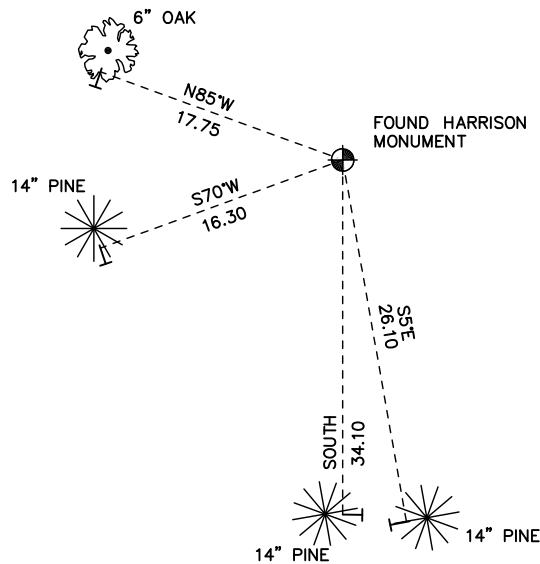 6" OAK
N85°W
17.75
FOUND HARRISON
MONUMENT
14" PINE
S70°W
16.30
S5°E
26.10
SOUTH
34.10
14" PINE
14" PINE